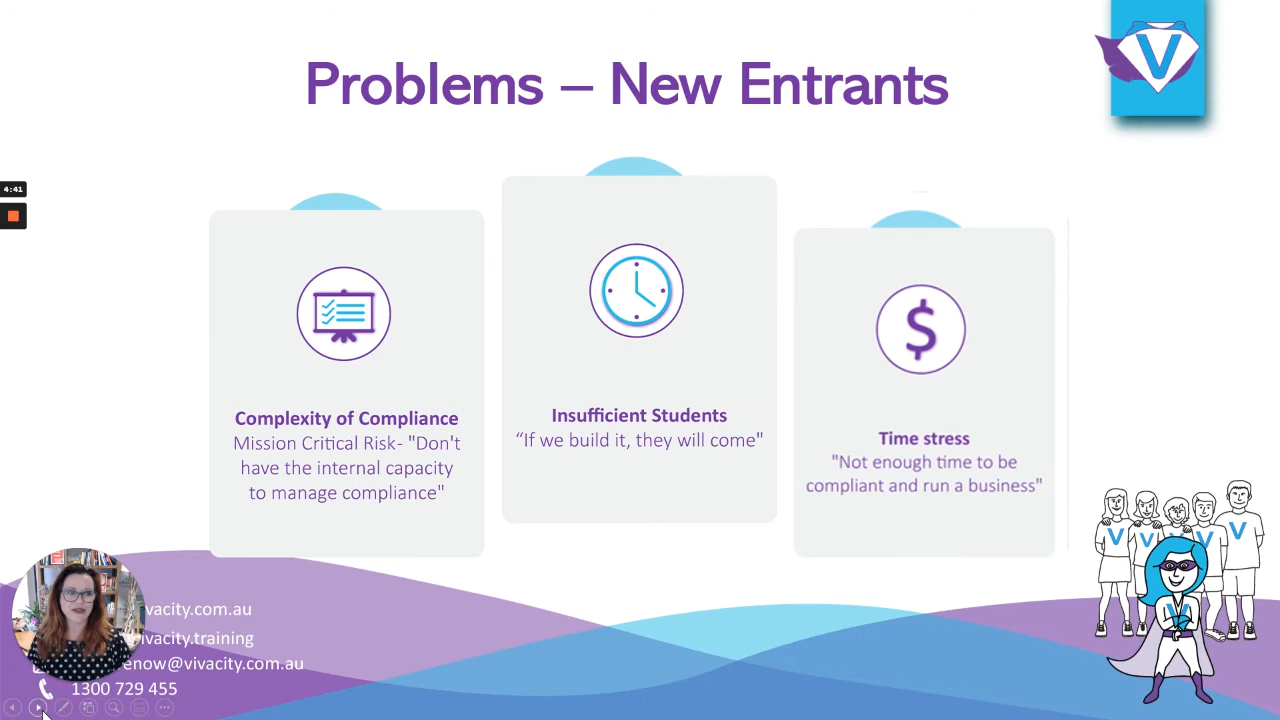 Problems – New Entrants
4:41
Complexity of Compliance
Mission Critical Risk- "Don't
have the internal capacity
to manage compliance"
Insufficient Students
“If we build it, they will come"
Time stress
"Not enough time to be
compliant and run a business"
vacity.com.au
vivacity.training
enow@vivacity.com.au
1300 729 455
V
V
V
V
V
V